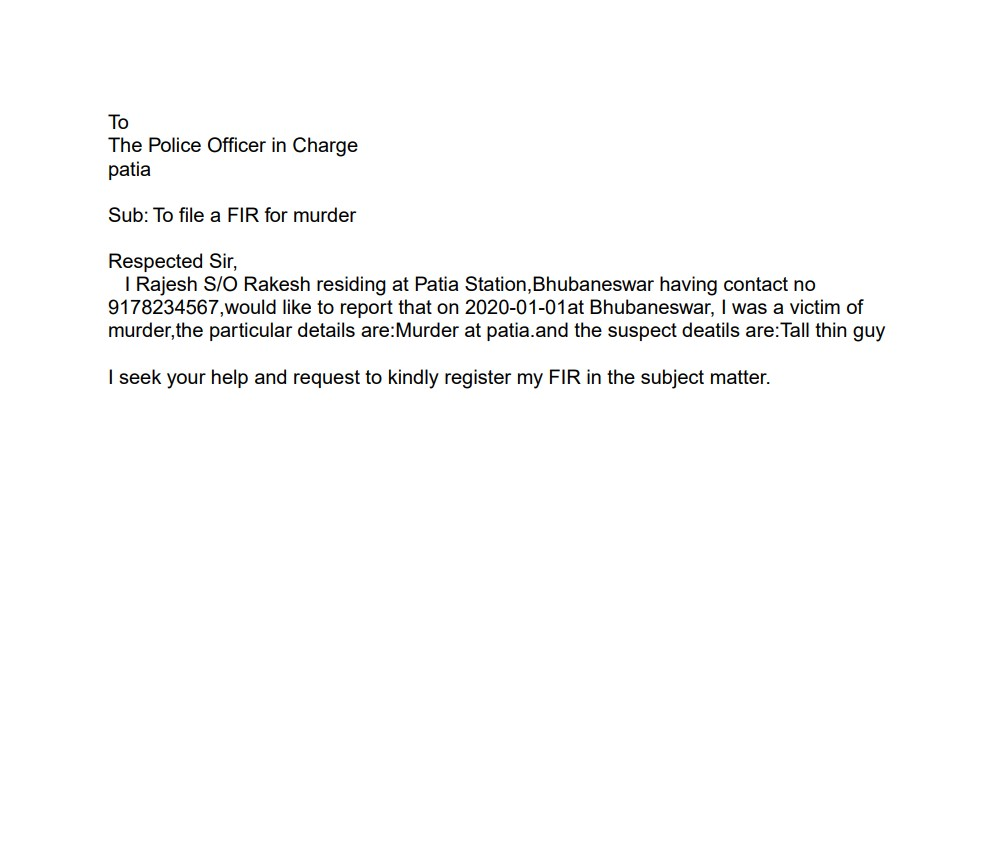 To
The Police Officer in Charge
patia
Sub: To file a FIR for murder
Respected Sir,
I Rajesh S/O Rakesh residing at Patia Station,Bhubaneswar having contact no
9178234567,would like to report that on 2020-01-01at Bhubaneswar, I was a victim of
murder,the particular details are:Murder at patia.and the suspect deatils are:Tall thin guy
I seek your help and request to kindly register my FIR in the subject matter.